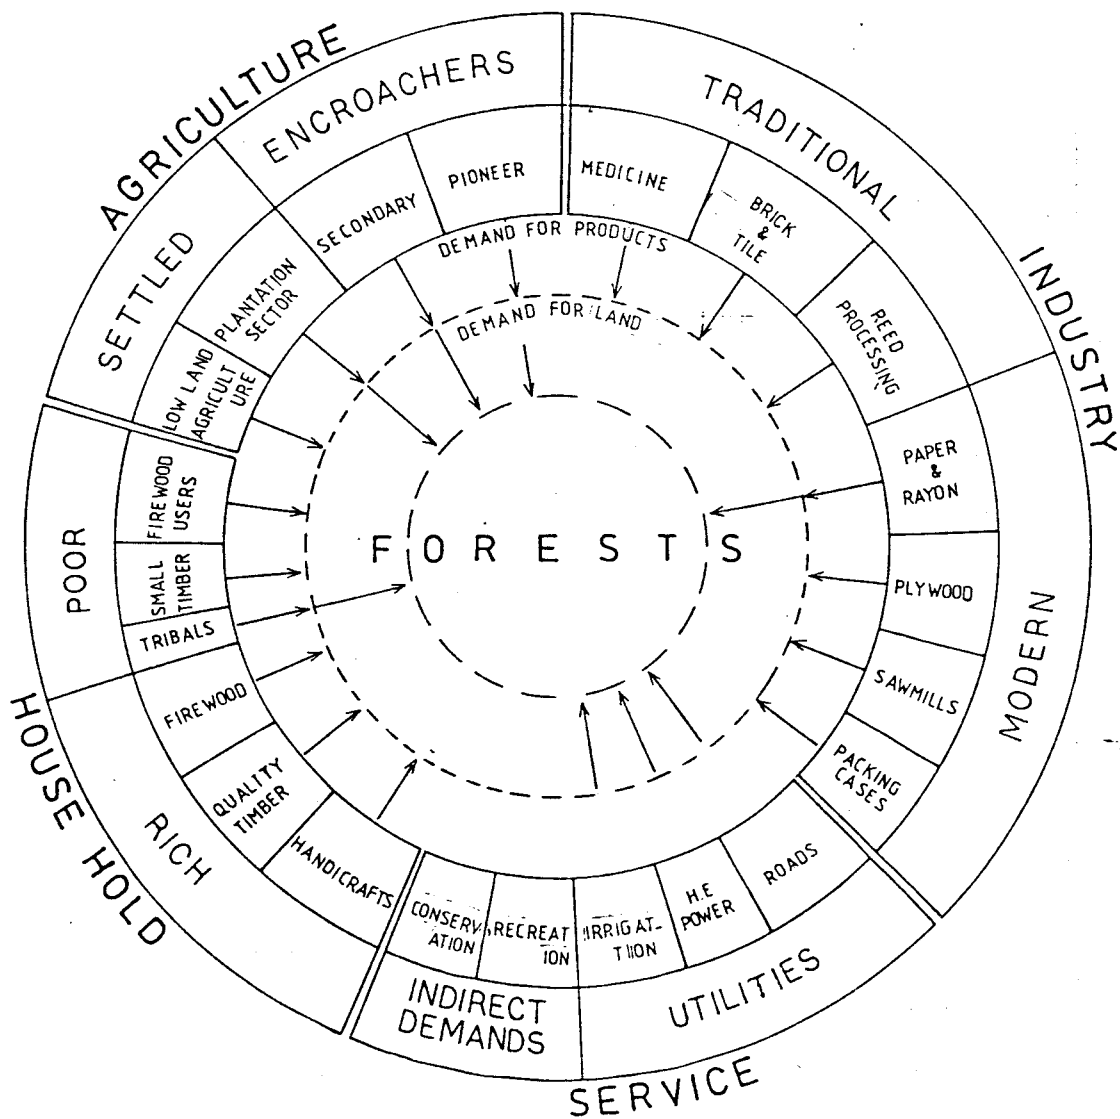 AGRICULTURE
ENCROACHERS
SETTLED
PIONEER
SECONDARY
PLANTATION
SECTOR
LOW LAND
AGRICULT
URE
TRADITIONAL
MEDICINE
BRICK
&
TILE
REED
PROCESSING
INDUSTRY
MODERN
PAPER
&
RAYON
PLYWOOD
SAWMILLS
PACKING
CASES
SERVICE
UTILITIES
ROADS
H.E
POWER
IRRIGAT-
TION
INDIRECT
DEMANDS
RECREAT
ION
CONSERV
ATION
HOUSE HOLD
RICH
HANDICRAFTS
QUALITY
TIMBER
FIREWOOD
POOR
TRIBALS
SMALL
TIMBER
FIREWOOD
USERS
DEMAND FOR PRODUCTS
DEMAND FOR LAND
FORESTS